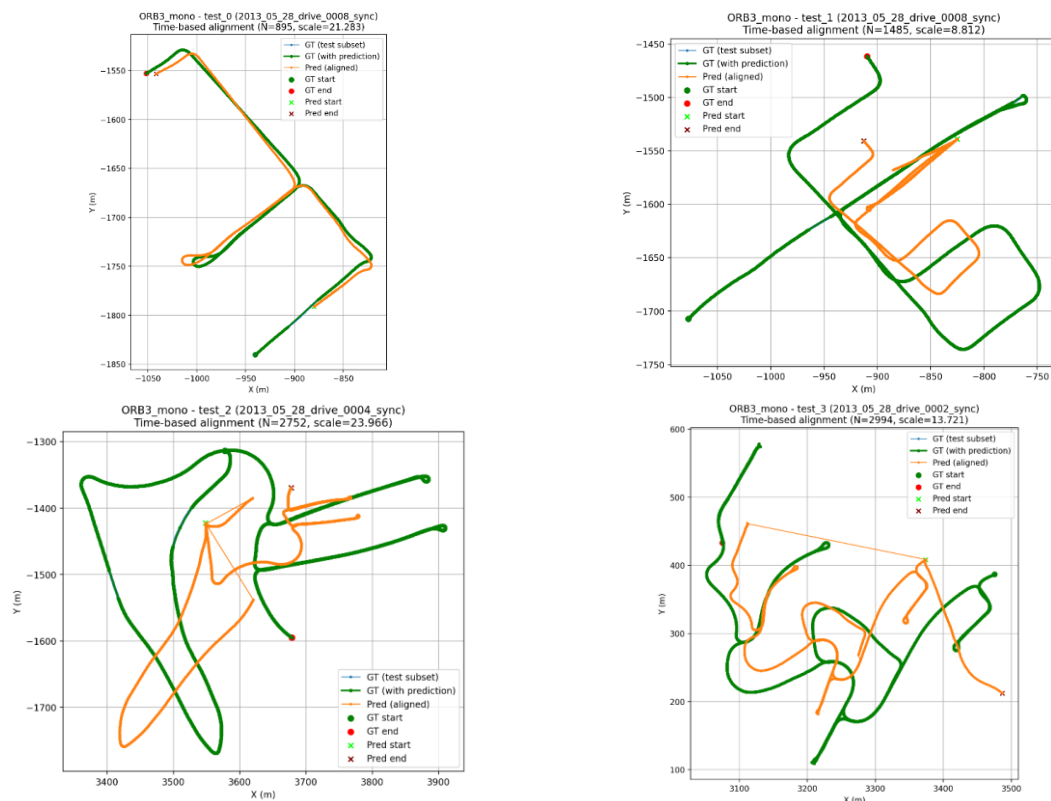 ORB3_mono - test_0 (2013_05_28_drive_0008_sync)
Time-based alignment (N=895, scale=21.283)
GT (test subset)
GT (with prediction)
Pred (aligned)
GT start
GT end
Pred start
Pred end
Y (m)
−1550
−1600
−1650
−1700
−1750
−1800
−1850
−1050
−1000
−950
−900
−850
X (m)
ORB3_mono - test_1 (2013_05_28_drive_0008_sync)
Time-based alignment (N=1485, scale=8.812)
GT (test subset)
GT (with prediction)
Pred (aligned)
GT start
GT end
Pred start
Pred end
Y (m)
−1450
−1500
−1550
−1600
−1650
−1700
−1750
−1050
−1000
−950
−900
−850
−800
−750
X (m)
ORB3_mono - test_2 (2013_05_28_drive_0004_sync)
Time-based alignment (N=2752, scale=23.966)
Y (m)
−1300
−1400
−1500
−1600
−1700
GT (test subset)
GT (with prediction)
Pred (aligned)
GT start
GT end
Pred start
Pred end
3400
3500
3600
3700
3800
3900
X (m)
ORB3_mono - test_3 (2013_05_28_drive_0002_sync)
Time-based alignment (N=2994, scale=13.721)
GT (test subset)
GT (with prediction)
Pred (aligned)
GT start
GT end
Pred start
Pred end
Y (m)
600
500
400
300
200
100
3100
3200
3300
3400
3500
X (m)